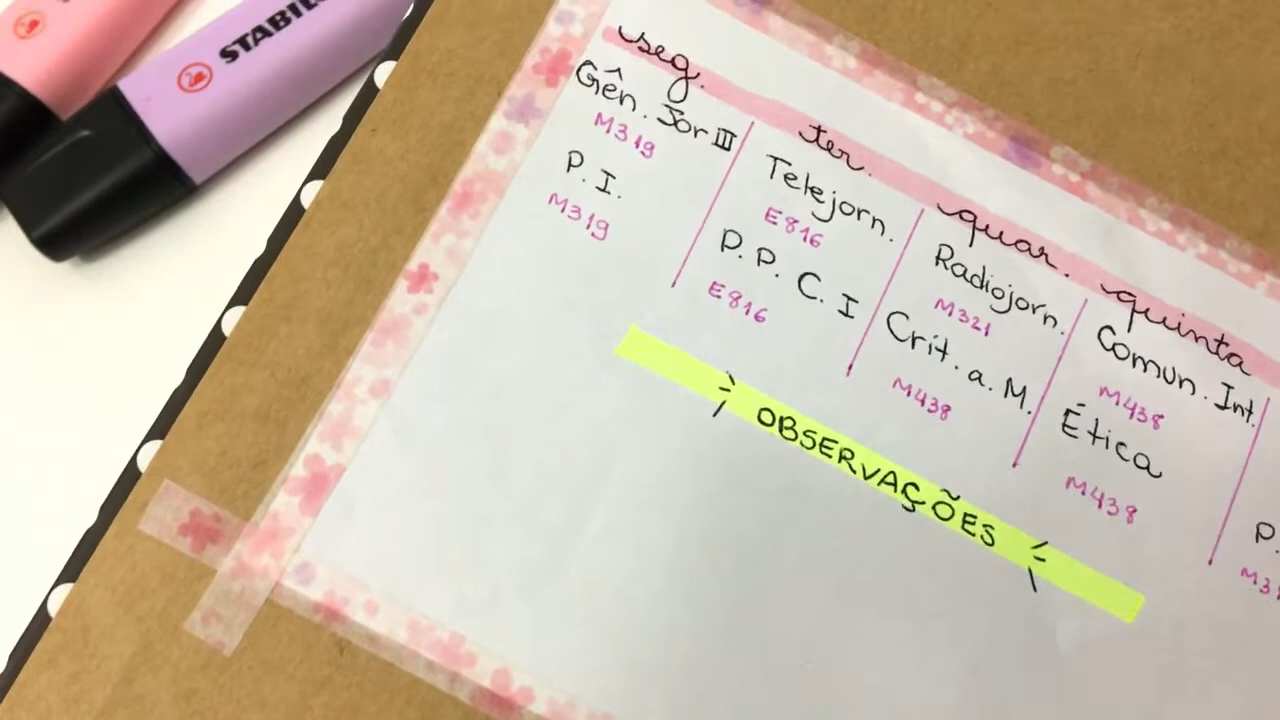 STABIL
seg.
Gên. Jor III
M319
P. I.
M319
ter.
Telejorn.
E816
P. P. C. I
E816
quar.
Radiojorn.
M321
Crít. a. M.
M438
quinta
Comun. Int.
M438
Ética
M438
P.
OBSERVAÇÕES